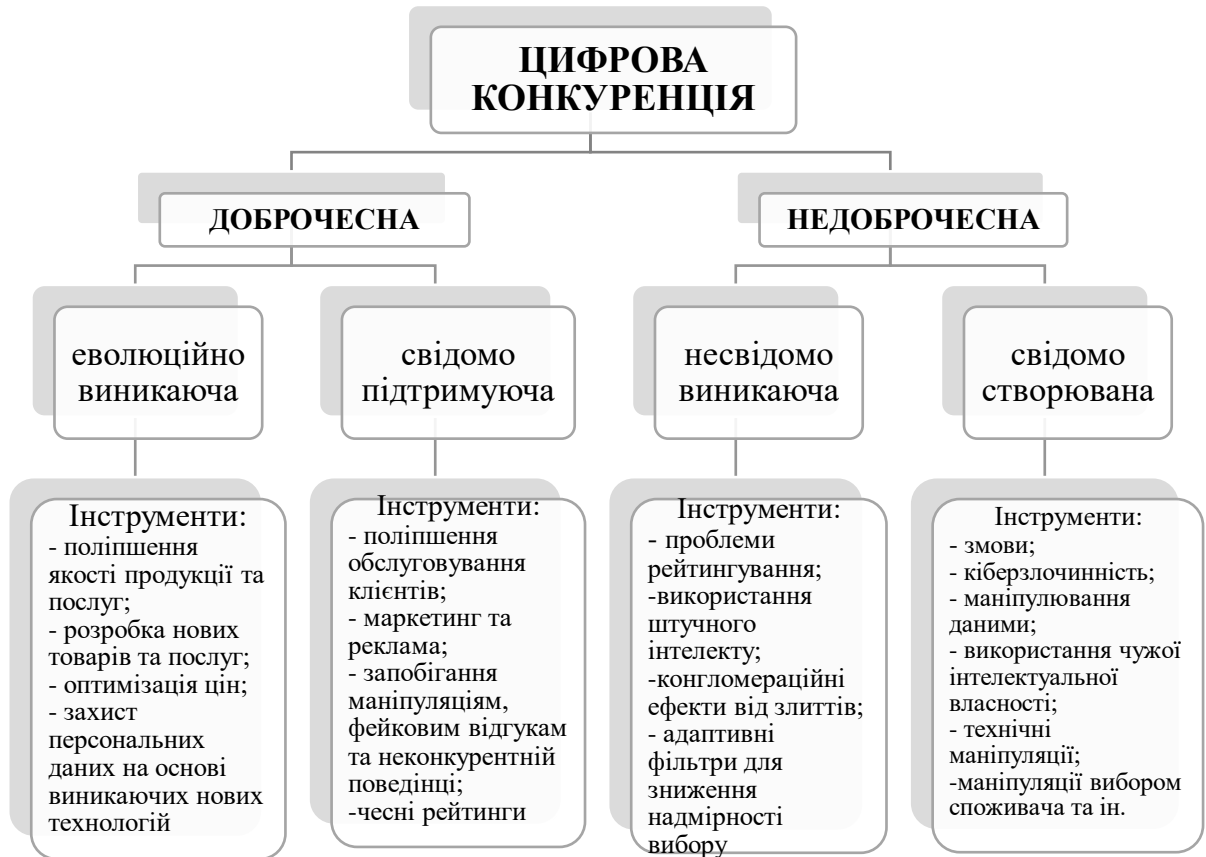 ЦИФРОВА
КОНКУРЕНЦІЯ
ДОБРОЧЕСНА
НЕДОБРОЧЕСНА
еволюційно
виникаюча
свідомо
підтримуюча
несвідомо
виникаюча
свідомо
створювана
Інструменти:
- поліпшення
якості продукції та
послуг;
- розробка нових
товарів та послуг;
- оптимізація цін;
- захист
персональних
даних на основі
виникаючих нових
технологій
Інструменти:
- поліпшення
обслуговування
клієнтів;
- маркетинг та
реклама;
- запобігання
маніпуляціям,
фейковим відгукам
та неконкурентній
поведінці;
-чесні рейтинги
Інструменти:
- проблеми
рейтингування;
-використання
штучного
інтелекту;
-конгломераційні
ефекти від злиттів;
- адаптивні
фільтри для
зниження
надмірності
вибору
Інструменти:
- змови;
- кіберзлочинність;
- маніпулювання
даними;
- використання чужої
інтелектуальної
власності;
- технічні
маніпуляції;
-маніпуляції вибором
споживача та ін.